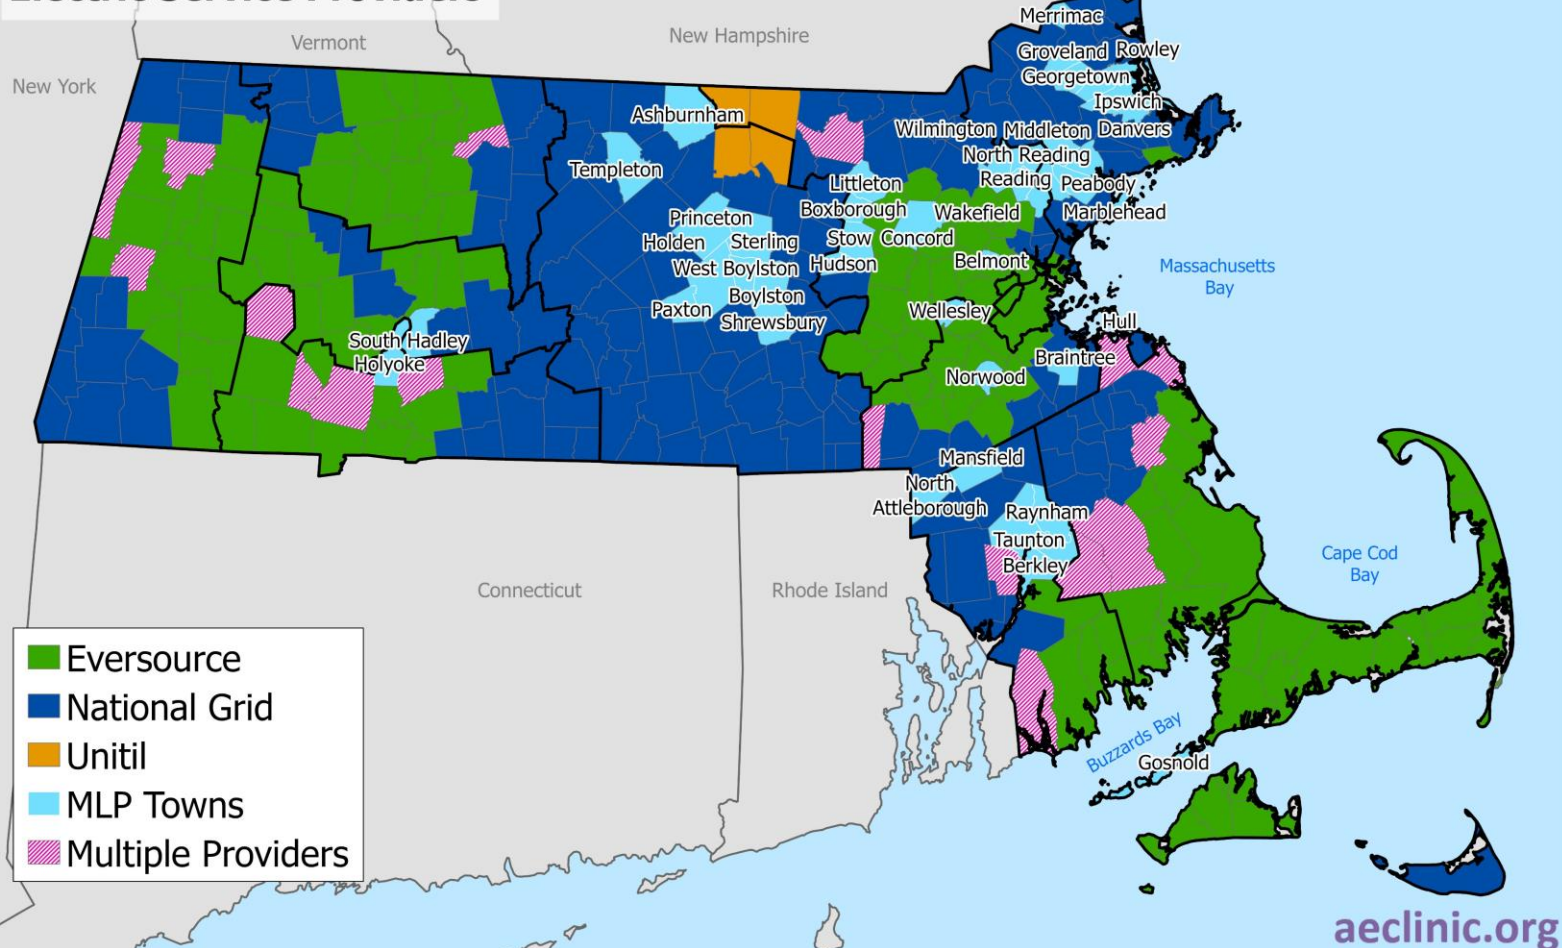 Electric Service Providers
Vermont
New Hampshire
New York
Merrimac
Groveland
Rowley
Georgetown
Ipswich
Ashburnham
Wilmington
Middleton
Danvers
North Reading
Templeton
Reading
Peabody
Littleton
Boxborough
Wakefield
Marblehead
Princeton
Holden
Sterling
Stow
Concord
West Boylston
Hudson
Belmont
Massachusetts
Bay
Paxton
Boylston
Shrewsbury
Wellesley
Hull
South Hadley
Holyoke
Braintree
Norwood
Mansfield
North
Attleborough
Raynham
Taunton
Berkley
Cape Cod
Bay
Connecticut
Rhode Island
Buzzards Bay
Gosnold
Eversource
National Grid
Unitil
MLP Towns
Multiple Providers
aeclinic.org